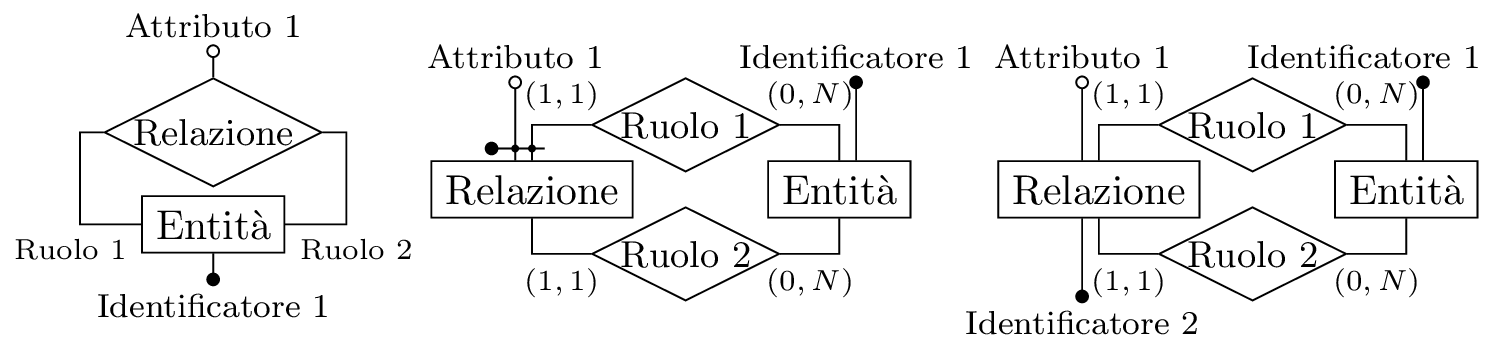 Attributo 1
Relazione
Entità
Ruolo 1
Ruolo 2
Identificatore 1
Attributo 1
Identificatore 1
(1, 1)
(0, N)
Ruolo 1
Relazione
Entità
Ruolo 2
(1, 1)
(0, N)
Attributo 1
Identificatore 1
(1, 1)
(0, N)
Ruolo 1
Relazione
Entità
Ruolo 2
(1, 1)
(0, N)
Identificatore 2